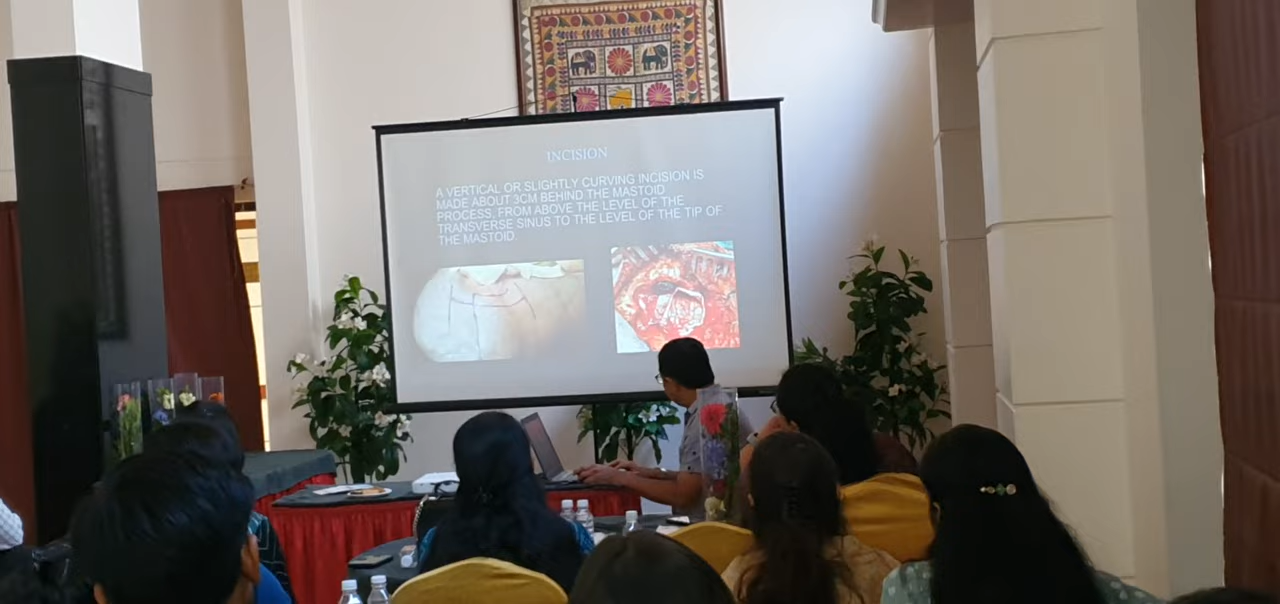 INCISION
A VERTICAL OR SLIGHTLY CURVING INCISION IS
MADE ABOUT 3CM BEHIND THE MASTOID
PROCESS, FROM ABOVE THE LEVEL OF THE
TRANSVERSE SINUS TO THE LEVEL OF THE TIP OF
THE MASTOID.